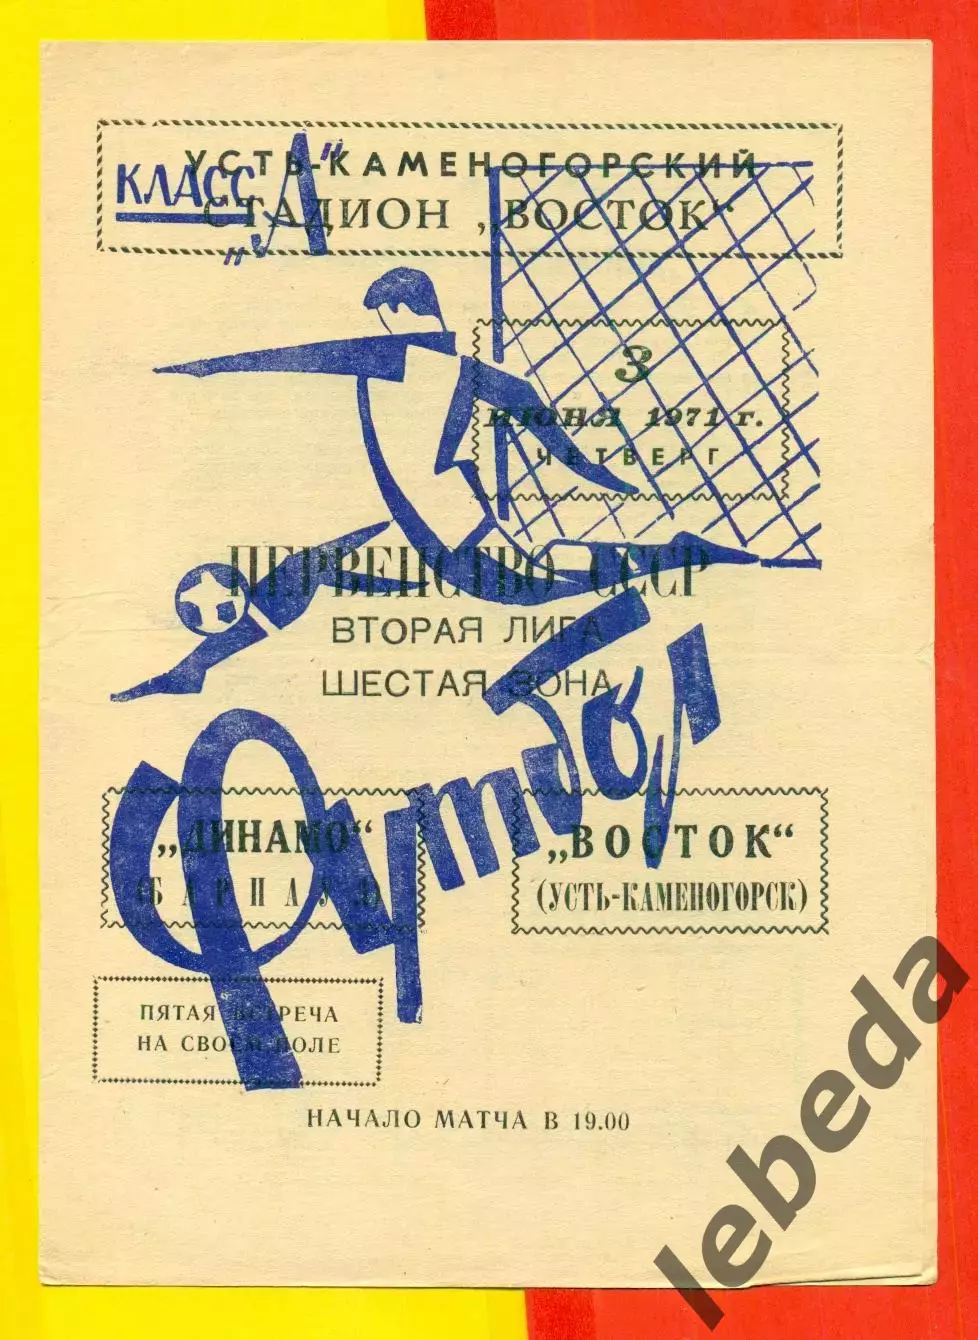 УСТЬ-КАМЕНОГОРСКИЙ
КЛАСС „А“
СТАДИОН „ВОСТОК“
3
ИЮНЯ 1971 г.
ЧЕТВЕРГ
ПЕРВЕНСТВО СССР
ВТОРАЯ ЛИГА
ШЕСТАЯ ЗОНА
Футбол
„ДИНАМО“
(БАРНАУЛ)
„ВОСТОК“
(УСТЬ-КАМЕНОГОРСК)
ПЯТАЯ ВСТРЕЧА
НА СВОЕМ ПОЛЕ
НАЧАЛО МАТЧА В 19.00
lebeda